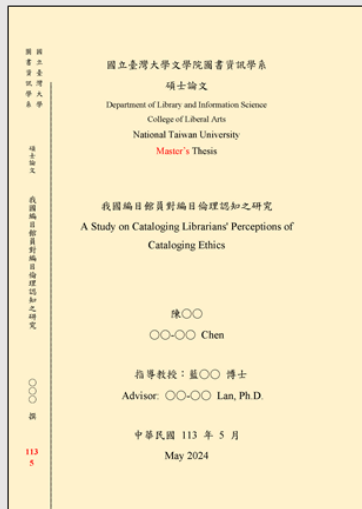 國立臺灣大學
圖書資訊學系
碩士論文
我國編目館員對編目倫理認知之研究
○○○
撰
113
5
國立臺灣大學文學院圖書資訊學系
碩士論文
Department of Library and Information Science
College of Liberal Arts
National Taiwan University
Master's Thesis
我國編目館員對編目倫理認知之研究
A Study on Cataloging Librarians' Perceptions of
Cataloging Ethics
陳○○
○○-○○ Chen
指導教授：藍○○ 博士
Advisor: ○○-○○ Lan, Ph.D.
中華民國 113 年 5 月
May 2024